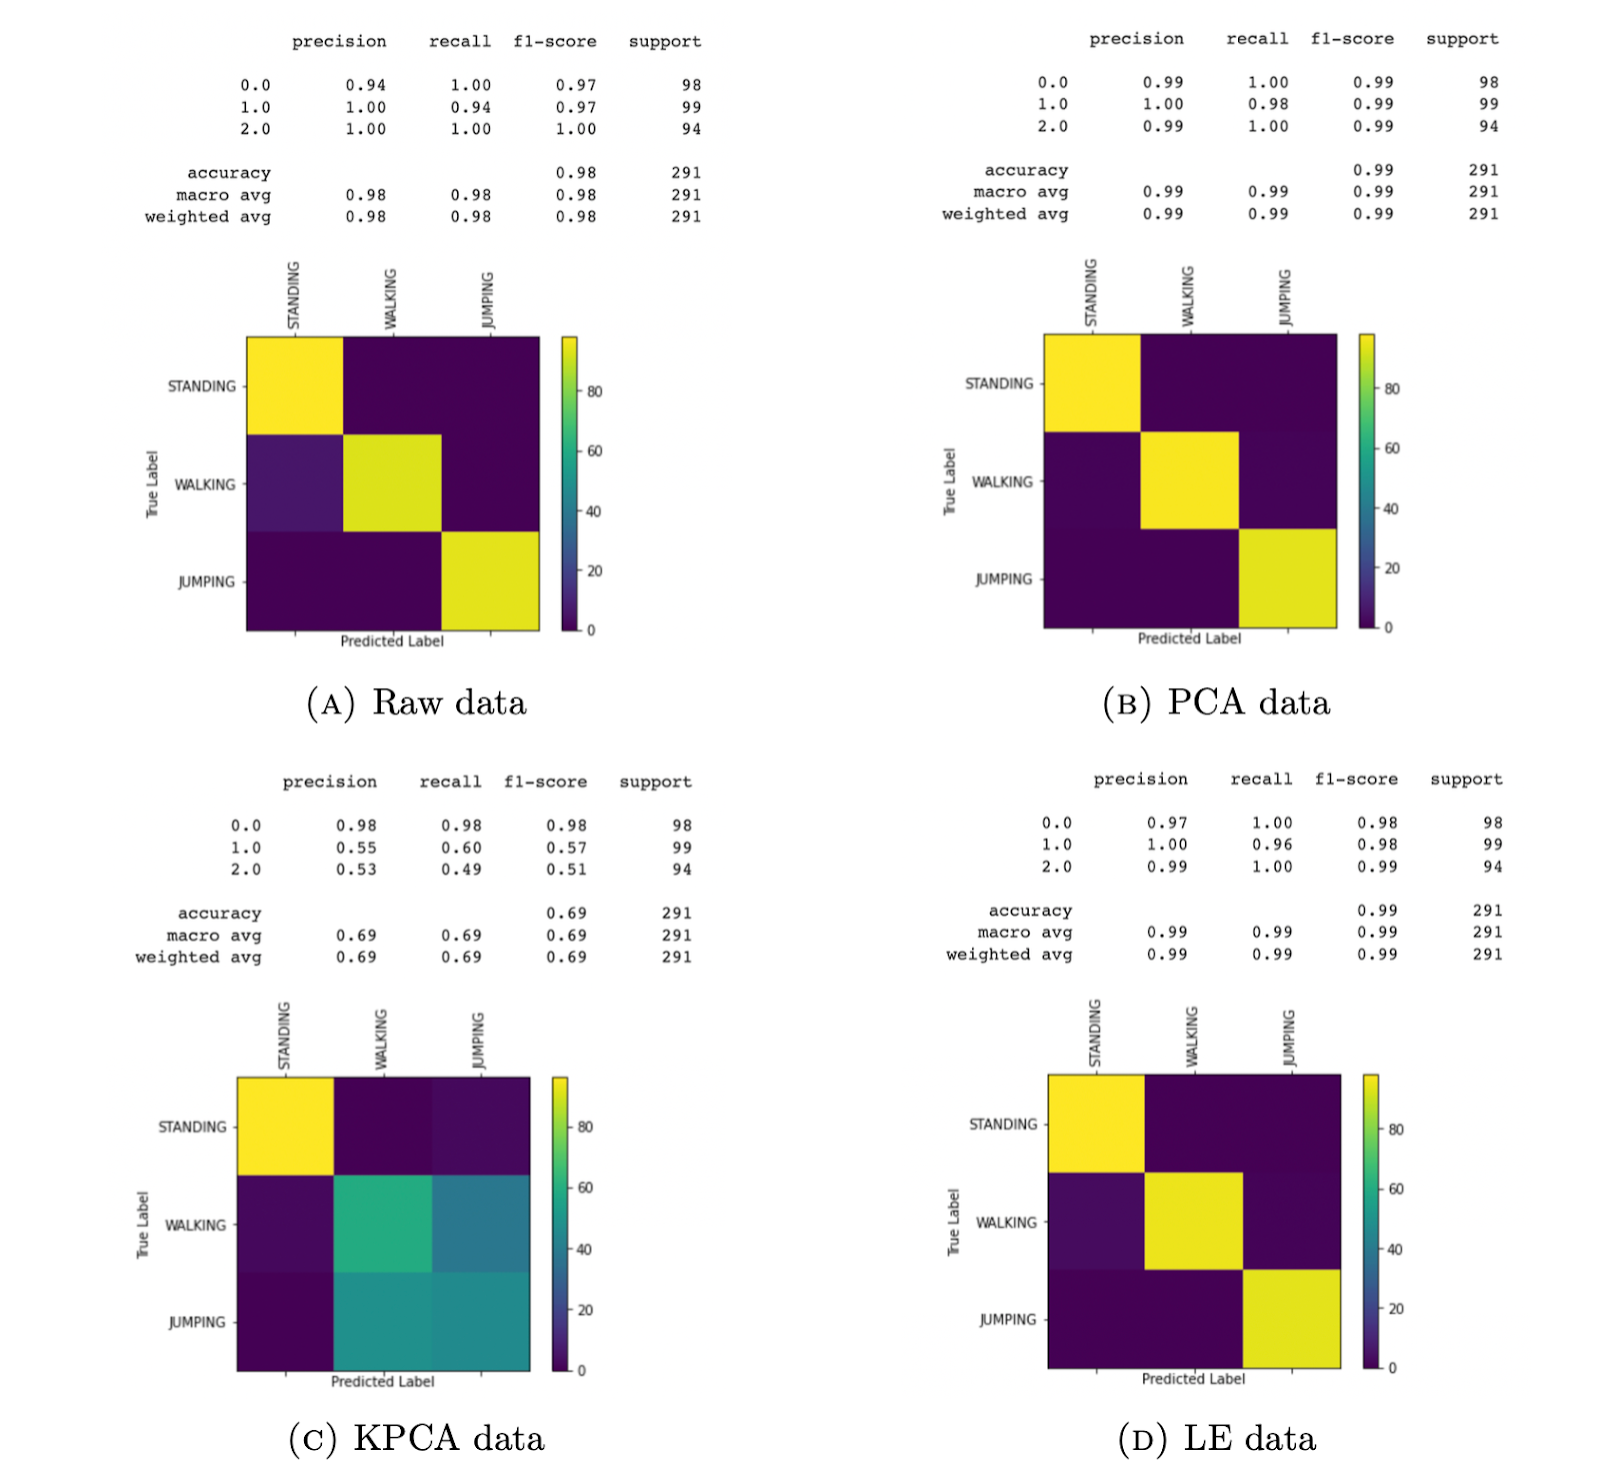 precision recall f1-score support
0.0 0.94 1.00 0.97 98
1.0 1.00 0.94 0.97 99
2.0 1.00 1.00 1.00 94
accuracy 0.98 291
macro avg 0.98 0.98 0.98 291
weighted avg 0.98 0.98 0.98 291
STANDING WALKING JUMPING
STANDING
WALKING
JUMPING
True Label
Predicted Label
80
60
40
20
0
(A) Raw data
precision recall f1-score support
0.0 0.99 1.00 0.99 98
1.0 1.00 0.98 0.99 99
2.0 0.99 1.00 0.99 94
accuracy 0.99 291
macro avg 0.99 0.99 0.99 291
weighted avg 0.99 0.99 0.99 291
STANDING WALKING JUMPING
STANDING
WALKING
JUMPING
True Label
Predicted Label
80
60
40
20
0
(B) PCA data
precision recall f1-score support
0.0 0.98 0.98 0.98 98
1.0 0.55 0.60 0.57 99
2.0 0.53 0.49 0.51 94
accuracy 0.69 291
macro avg 0.69 0.69 0.69 291
weighted avg 0.69 0.69 0.69 291
STANDING WALKING JUMPING
STANDING
WALKING
JUMPING
True Label
Predicted Label
80
60
40
20
0
(C) KPCA data
precision recall f1-score support
0.0 0.97 1.00 0.98 98
1.0 1.00 0.96 0.98 99
2.0 0.99 1.00 0.99 94
accuracy 0.99 291
macro avg 0.99 0.99 0.99 291
weighted avg 0.99 0.99 0.99 291
STANDING WALKING JUMPING
STANDING
WALKING
JUMPING
True Label
Predicted Label
80
60
40
20
0
(D) LE data